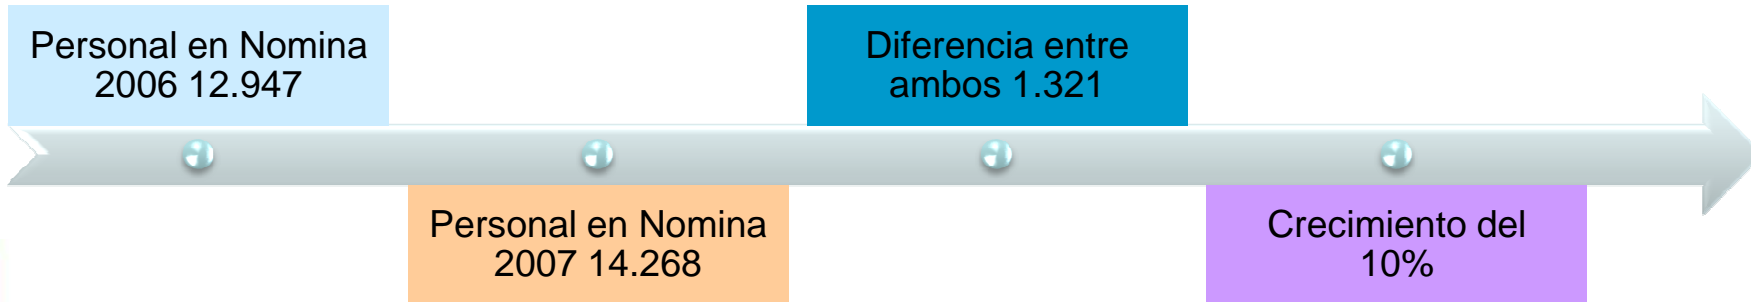 Personal en Nomina
2006 12.947
Personal en Nomina
2007 14.268
Diferencia entre
ambos 1.321
Crecimiento del
10%